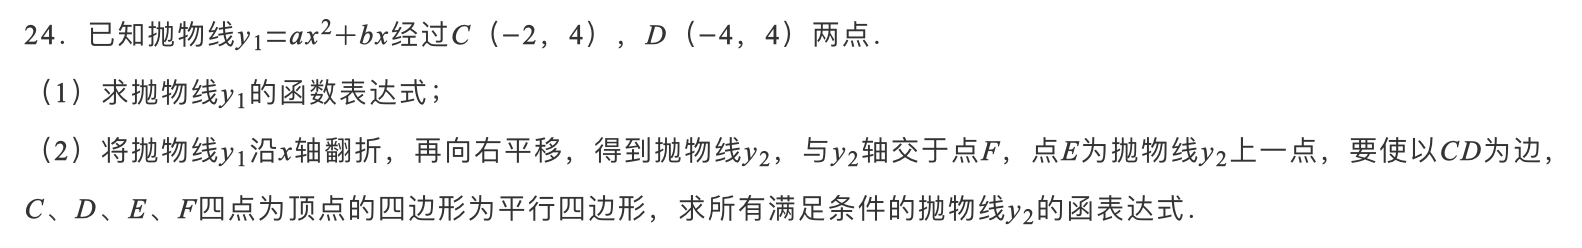 24．已知抛物线y₁=ax²+bx经过C（−2，4），D（−4，4）两点．
（1）求抛物线y₁的函数表达式；
（2）将抛物线y₁沿x轴翻折，再向右平移，得到抛物线y₂，与y₂轴交于点F，点E为抛物线y₂上一点，要使以CD为边，
C、D、E、F四点为顶点的四边形为平行四边形，求所有满足条件的抛物线y₂的函表达式．